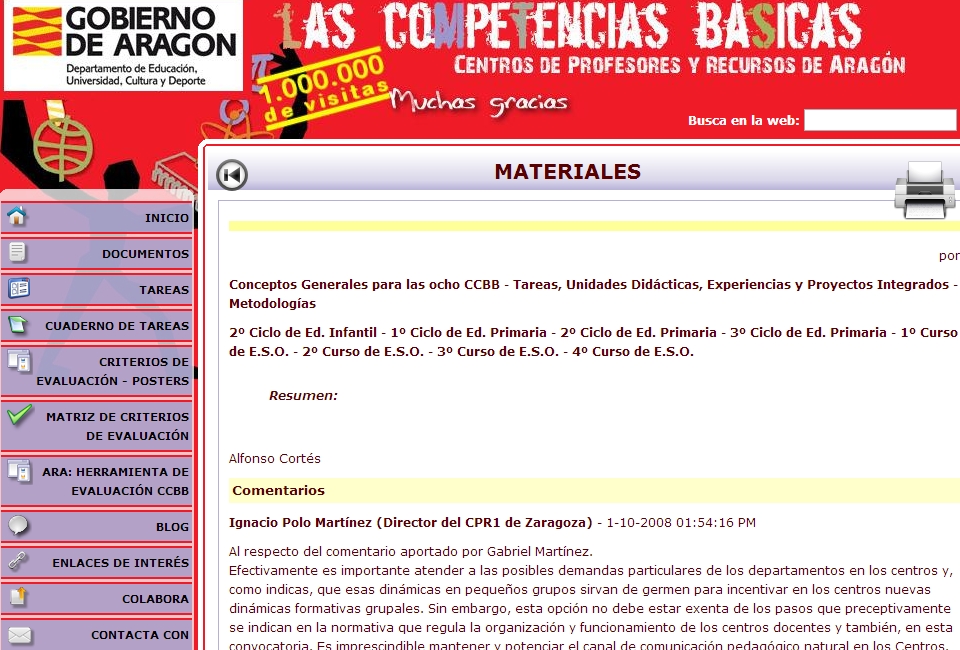 GOBIERNO
DE ARAGON
Departamento de Educación,
Universidad, Cultura y Deporte
LAS COMPETENCIAS BÁSICAS
CENTROS DE PROFESORES Y RECURSOS DE ARAGÓN
1.000.000
de visitas
Muchas gracias
Busca en la web:
MATERIALES
INICIO
DOCUMENTOS
TAREAS
CUADERNO DE TAREAS
CRITERIOS DE
EVALUACIÓN - POSTERS
MATRIZ DE CRITERIOS
DE EVALUACIÓN
ARA: HERRAMIENTA DE
EVALUACIÓN CCBB
BLOG
ENLACES DE INTERÉS
COLABORA
CONTACTA CON
por
Conceptos Generales para las ocho CCBB - Tareas, Unidades Didácticas, Experiencias y Proyectos Integrados -
Metodologías
2º Ciclo de Ed. Infantil - 1º Ciclo de Ed. Primaria - 2º Ciclo de Ed. Primaria - 3º Ciclo de Ed. Primaria - 1º Curso
de E.S.O. - 2º Curso de E.S.O. - 3º Curso de E.S.O. - 4º Curso de E.S.O.
Resumen:
Alfonso Cortés
Comentarios
Ignacio Polo Martínez (Director del CPR1 de Zaragoza) - 1-10-2008 01:54:16 PM
Al respecto del comentario aportado por Gabriel Martínez.
Efectivamente es importante atender a las posibles demandas particulares de los departamentos en los centros y,
como indicas, que esas dinámicas en pequeños grupos sirvan de germen para incentivar en los centros nuevas
dinámicas formativas grupales. Sin embargo, esta opción no debe estar exenta de los pasos que preceptivamente
se indican en la normativa que regula la organización y funcionamiento de los centros docentes y también, en esta
convocatoria. Es imprescindible mantener y potenciar el canal de comunicación pedagógico natural en los Centros,